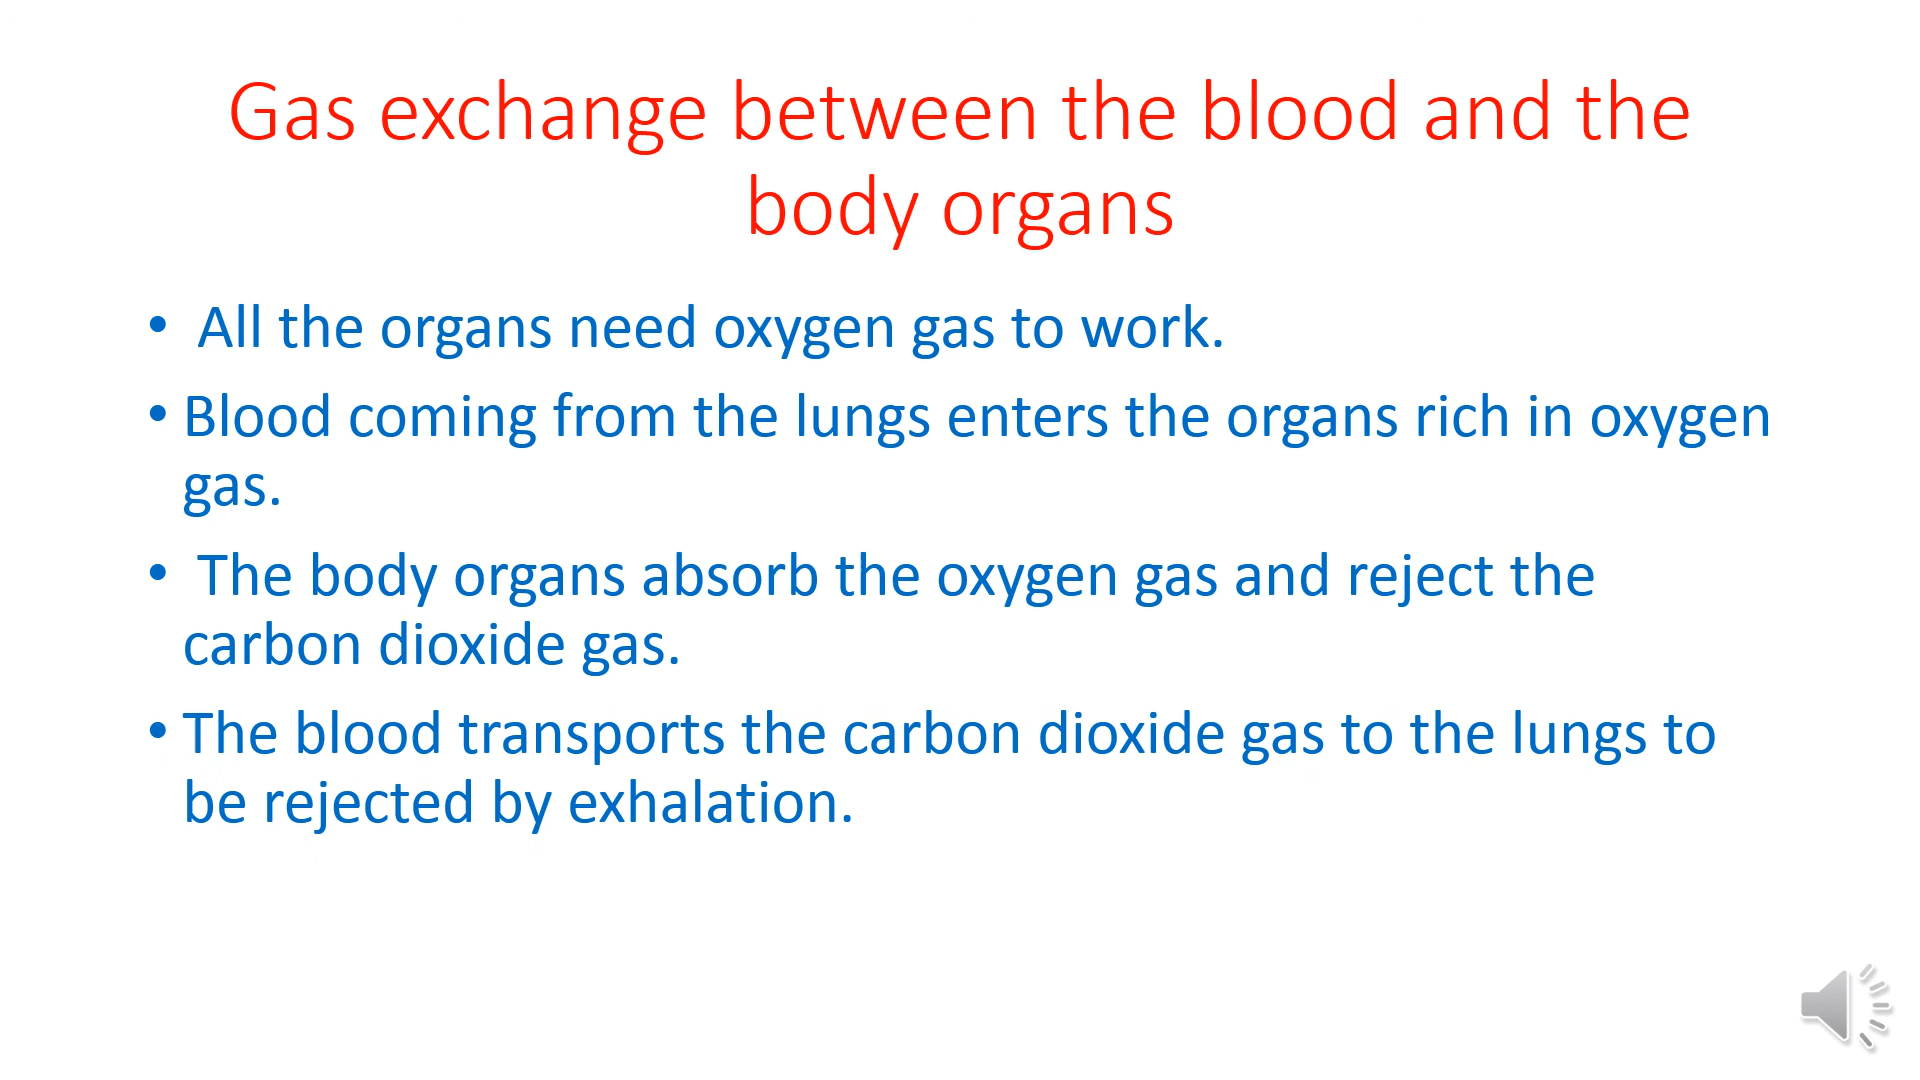 Gas exchange between the blood and the
body organs
• All the organs need oxygen gas to work.
• Blood coming from the lungs enters the organs rich in oxygen
gas.
• The body organs absorb the oxygen gas and reject the
carbon dioxide gas.
• The blood transports the carbon dioxide gas to the lungs to
be rejected by exhalation.